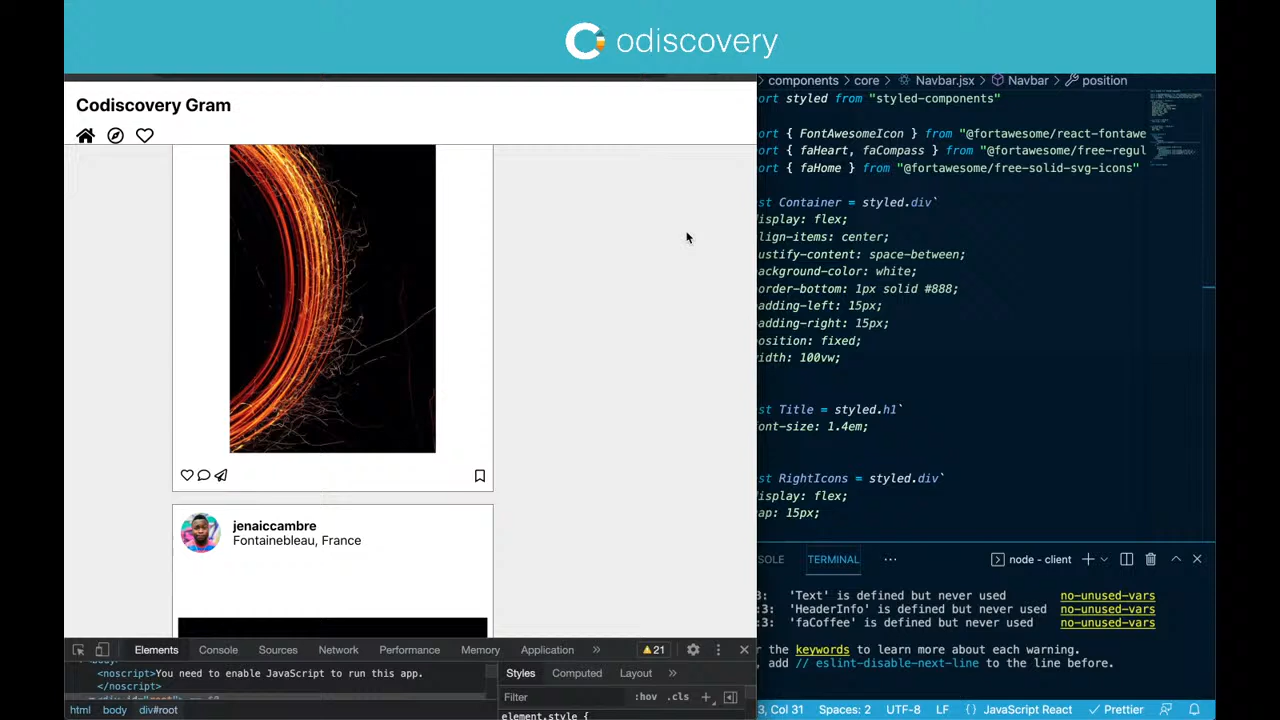 odiscovery
Codiscovery Gram
jenaiccambre
Fontainebleau, France
Elements Console Sources Network Performance Memory Application » 21
<noscript>You need to enable JavaScript to run this app.
</noscript>
Styles Computed Layout »
Filter :hov .cls +
element.style {
html body div#root
> components > core > Navbar.jsx > Navbar > position
ort styled from "styled-components"
ort { FontAwesomeIcon } from "@fortawesome/react-fontawe
ort { faHeart, faCompass } from "@fortawesome/free-regul
ort { faHome } from "@fortawesome/free-solid-svg-icons"
st Container = styled.div`
isplay: flex;
lign-items: center;
ustify-content: space-between;
ackground-color: white;
order-bottom: 1px solid #888;
adding-left: 15px;
adding-right: 15px;
osition: fixed;
idth: 100vw;
st Title = styled.h1`
ont-size: 1.4em;
st RightIcons = styled.div`
isplay: flex;
ap: 15px;
SOLE TERMINAL ··· node - client
:3: 'Text' is defined but never used no-unused-vars
:3: 'HeaderInfo' is defined but never used no-unused-vars
:3: 'faCoffee' is defined but never used no-unused-vars
r the keywords to learn more about each warning.
, add // eslint-disable-next-line to the line before.
3, Col 31 Spaces: 2 UTF-8 LF {} JavaScript React Prettier